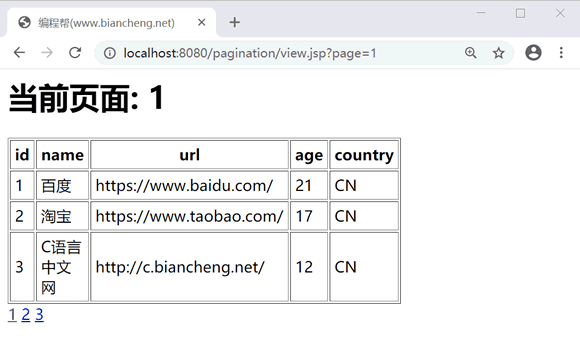 编程帮(www.biancheng.net)
localhost:8080/pagination/view.jsp?page=1
当前页面: 1
id name url age country
1 百度 https://www.baidu.com/ 21 CN
2 淘宝 https://www.taobao.com/ 17 CN
3 C语言中文网 http://c.biancheng.net/ 12 CN
1 2 3